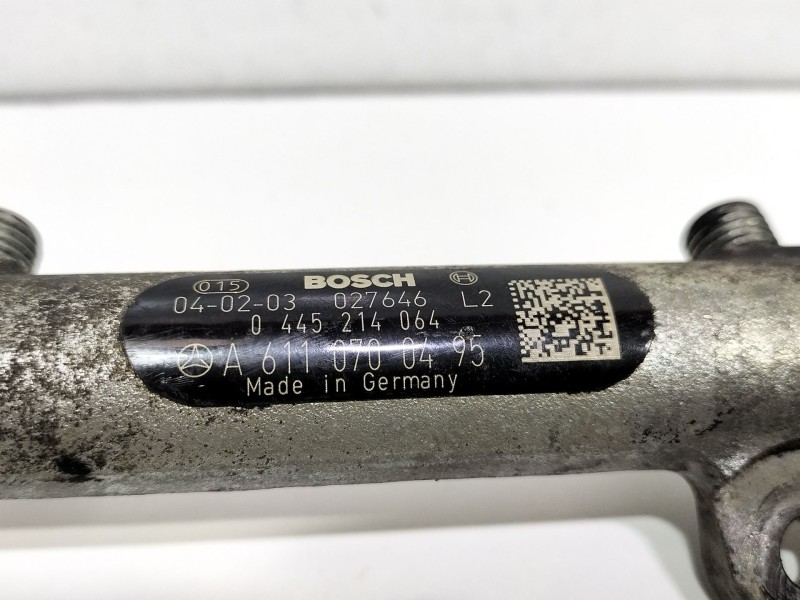 015 BOSCH
04-02-03 027646 L2
0 445 214 064
A 611 070 04 95
Made in Germany